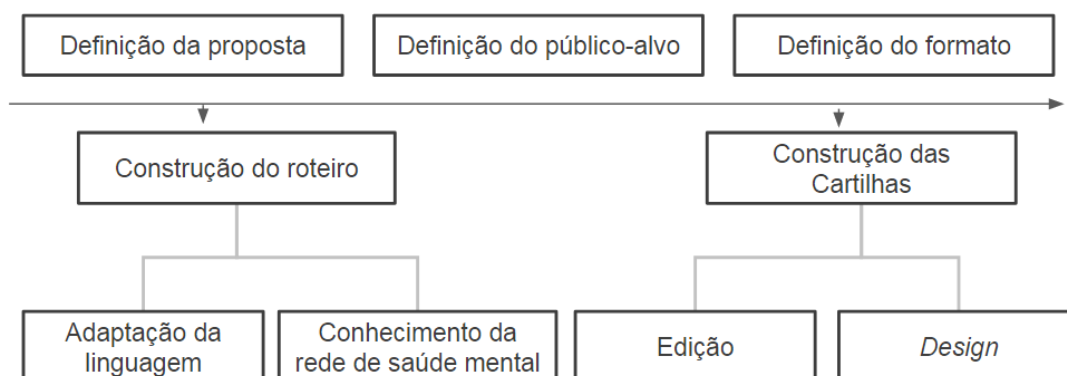 Definição da proposta
Definição do público-alvo
Definição do formato
Construção do roteiro
Construção das
Cartilhas
Adaptação da
linguagem
Conhecimento da
rede de saúde mental
Edição
Design